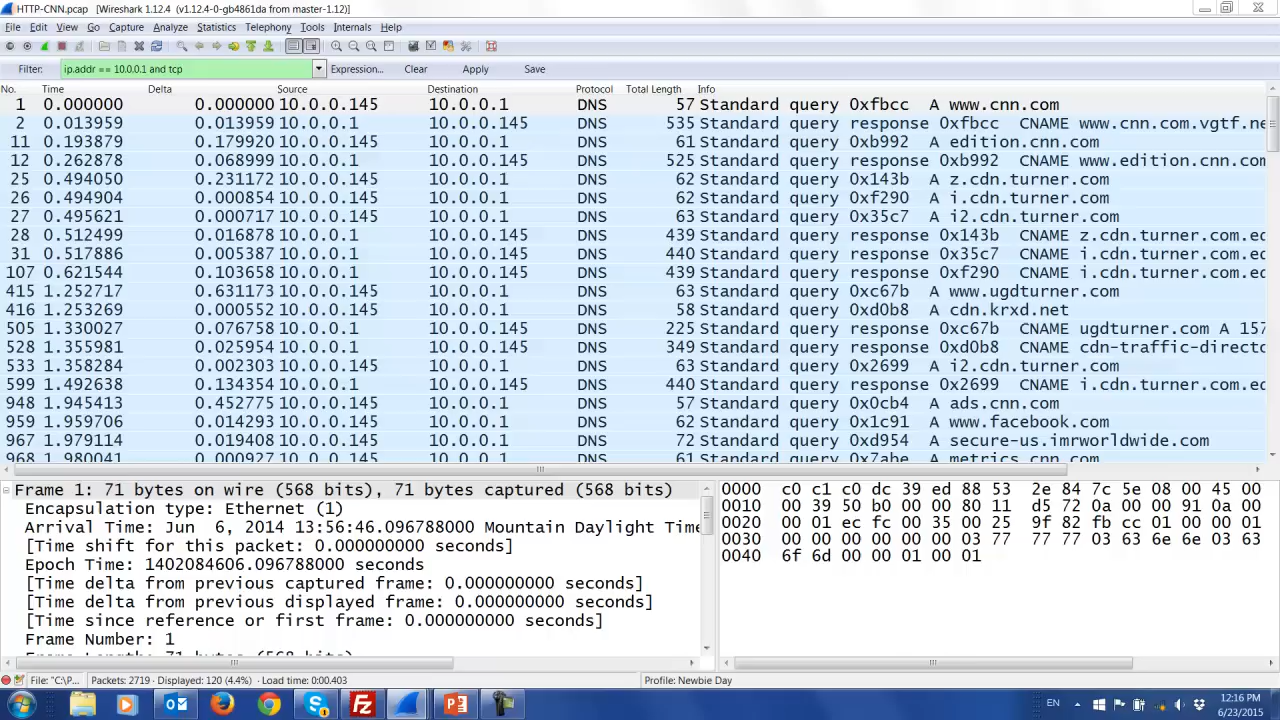 HTTP-CNN.pcap [Wireshark 1.12.4 (v1.12.4-0-gb4861da from master-1.12)]
File Edit View Go Capture Analyze Statistics Telephony Tools Internals Help
Filter: ip.addr == 10.0.0.1 and tcp Expression... Clear Apply Save
No. Time Delta Source Destination Protocol Total Length Info
1 0.000000 0.000000 10.0.0.145 10.0.0.1 DNS 57 Standard query 0xfbcc A www.cnn.com
2 0.013959 0.013959 10.0.0.1 10.0.0.145 DNS 535 Standard query response 0xfbcc CNAME www.cnn.com.vgtf.ne
11 0.193879 0.179920 10.0.0.145 10.0.0.1 DNS 61 Standard query 0xb992 A edition.cnn.com
12 0.262878 0.068999 10.0.0.1 10.0.0.145 DNS 525 Standard query response 0xb992 CNAME www.edition.cnn.com
25 0.494050 0.231172 10.0.0.145 10.0.0.1 DNS 62 Standard query 0x143b A z.cdn.turner.com
26 0.494904 0.000854 10.0.0.145 10.0.0.1 DNS 62 Standard query 0xf290 A i.cdn.turner.com
27 0.495621 0.000717 10.0.0.145 10.0.0.1 DNS 63 Standard query 0x35c7 A i2.cdn.turner.com
28 0.512499 0.016878 10.0.0.1 10.0.0.145 DNS 439 Standard query response 0x143b CNAME z.cdn.turner.com.ed
31 0.517886 0.005387 10.0.0.1 10.0.0.145 DNS 440 Standard query response 0x35c7 CNAME i.cdn.turner.com.ed
107 0.621544 0.103658 10.0.0.1 10.0.0.145 DNS 439 Standard query response 0xf290 CNAME i.cdn.turner.com.ed
415 1.252717 0.631173 10.0.0.145 10.0.0.1 DNS 63 Standard query 0xc67b A www.ugdturner.com
416 1.253269 0.000552 10.0.0.145 10.0.0.1 DNS 58 Standard query 0xd0b8 A cdn.krxd.net
505 1.330027 0.076758 10.0.0.1 10.0.0.145 DNS 225 Standard query response 0xc67b CNAME ugdturner.com A 157
528 1.355981 0.025954 10.0.0.1 10.0.0.145 DNS 349 Standard query response 0xd0b8 CNAME cdn-traffic-directo
533 1.358284 0.002303 10.0.0.145 10.0.0.1 DNS 63 Standard query 0x2699 A i2.cdn.turner.com
599 1.492638 0.134354 10.0.0.1 10.0.0.145 DNS 440 Standard query response 0x2699 CNAME i.cdn.turner.com.ed
948 1.945413 0.452775 10.0.0.145 10.0.0.1 DNS 57 Standard query 0x0cb4 A ads.cnn.com
959 1.959706 0.014293 10.0.0.145 10.0.0.1 DNS 62 Standard query 0x1c91 A www.facebook.com
967 1.979114 0.019408 10.0.0.145 10.0.0.1 DNS 72 Standard query 0xd954 A secure-us.imrworldwide.com
968 1.980041 0.000927 10.0.0.145 10.0.0.1 DNS 61 Standard query 0x7abe A metrics.cnn.com
Frame 1: 71 bytes on wire (568 bits), 71 bytes captured (568 bits)
Encapsulation type: Ethernet (1)
Arrival Time: Jun 6, 2014 13:56:46.096788000 Mountain Daylight Time
[Time shift for this packet: 0.000000000 seconds]
Epoch Time: 1402084606.096788000 seconds
[Time delta from previous captured frame: 0.000000000 seconds]
[Time delta from previous displayed frame: 0.000000000 seconds]
[Time since reference or first frame: 0.000000000 seconds]
Frame Number: 1
Frame Length: 71 bytes (568 bits)
0000 c0 c1 c0 dc 39 ed 88 53 2e 84 7c 5e 08 00 45 00
0010 00 39 50 b0 00 00 80 11 d5 72 0a 00 00 91 0a 00
0020 00 01 ec fc 00 35 00 25 9f 82 fb cc 01 00 00 01
0030 00 00 00 00 00 00 03 77 77 77 03 63 6e 6e 03 63
0040 6f 6d 00 00 01 00 01
File: "C:\P... Packets: 2719 · Displayed: 120 (4.4%) · Load time: 0:00.403 Profile: Newbie Day
EN 12:16 PM
6/23/2015